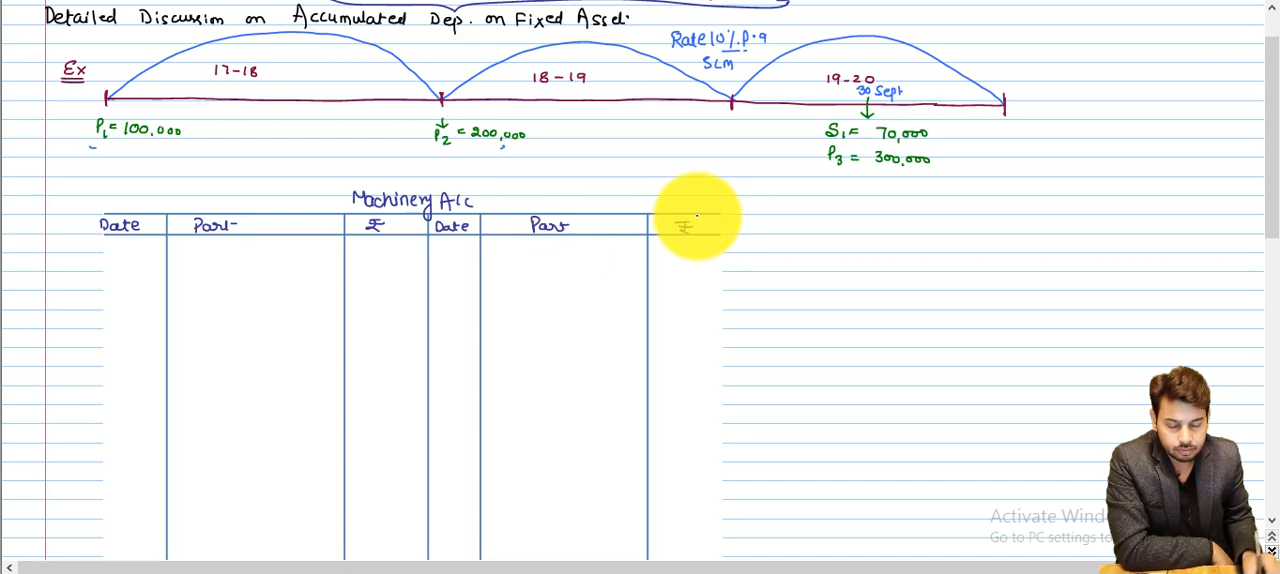 Detailed Discussion on Accumulated Dep. on Fixed Asset.
Rate 10% P.a
SLM
Ex
17-18
18-19
19-20
30 Sept
P1 = 100,000
P2 = 200,000
S1 = 70,000
P3 = 300,000
Machinery A/c
Date Part- ₹ Date Part ₹
Activate Wind
Go to PC settings to